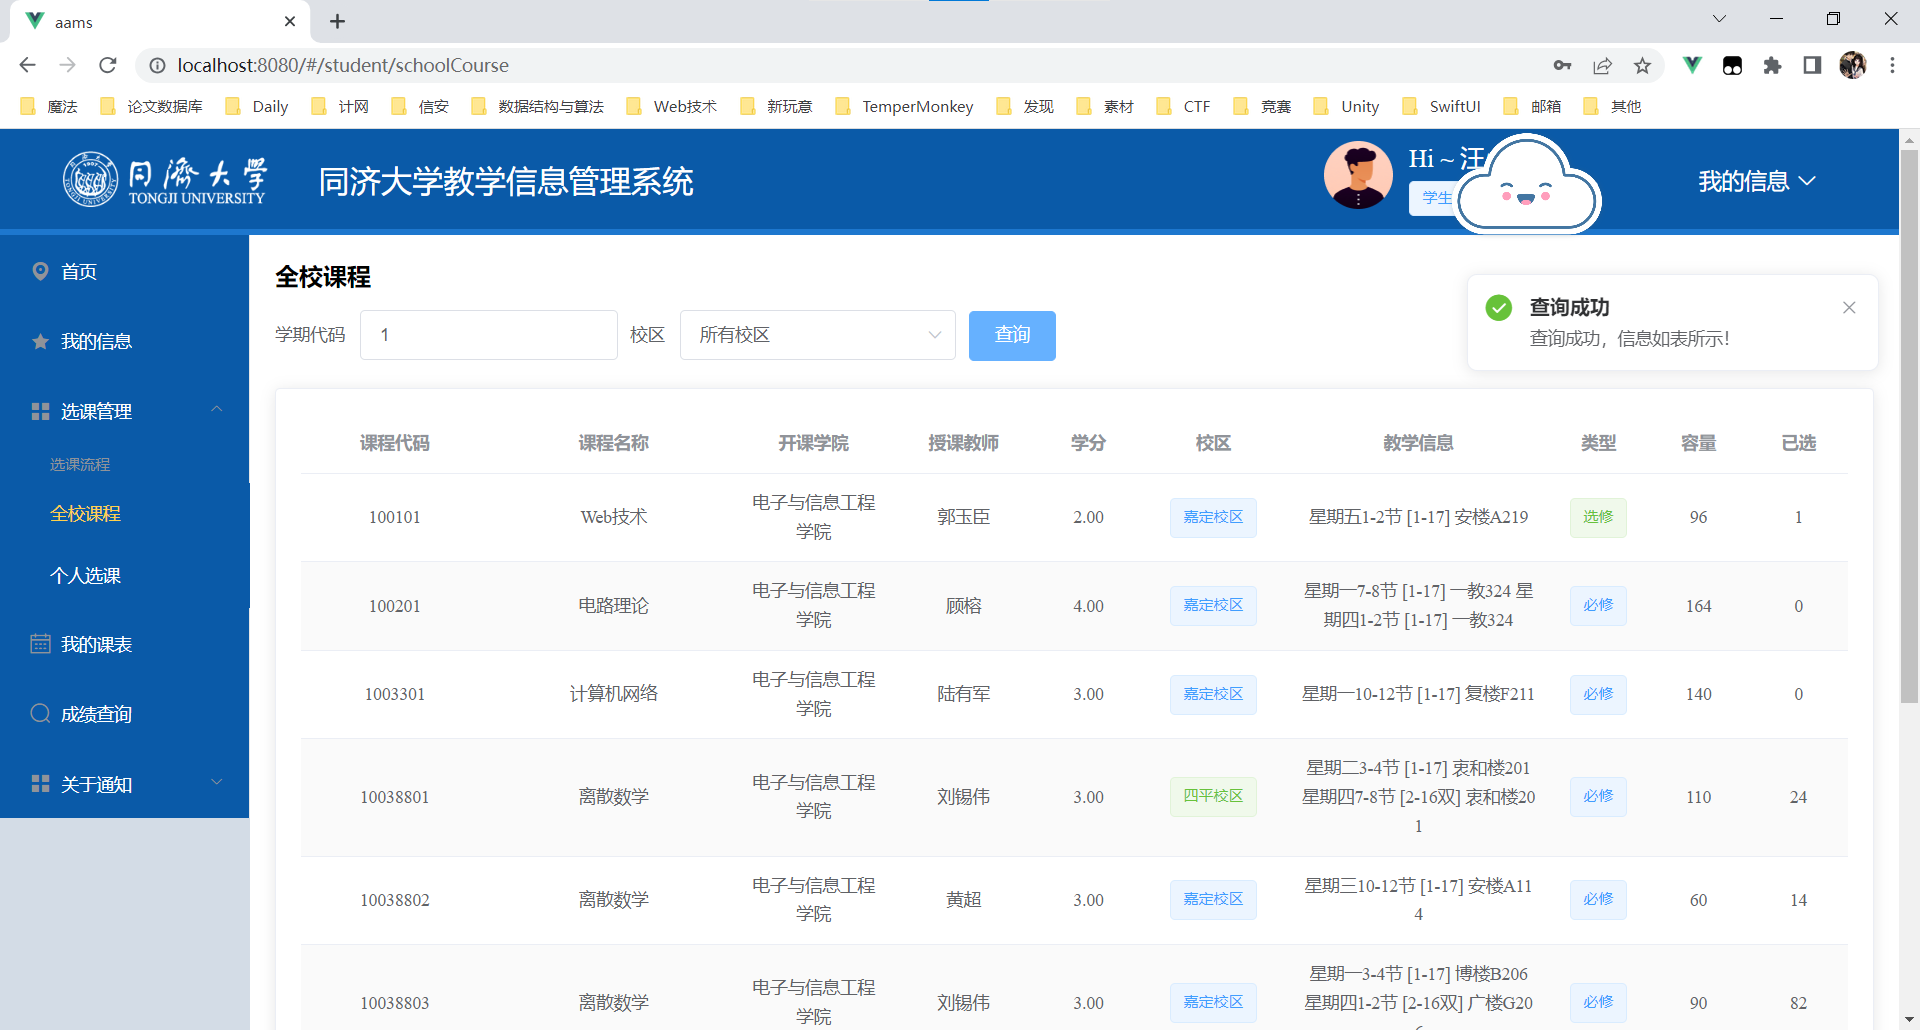 aams
localhost:8080/#/student/schoolCourse
魔法 论文数据库 Daily 计网 信安 数据结构与算法 Web技术 新玩意 TemperMonkey 发现 素材 CTF 竞赛 Unity SwiftUI 邮箱 其他
同濟大學
TONGJI UNIVERSITY
同济大学教学信息管理系统
Hi ~ 汪
学生
我的信息
首页
我的信息
选课管理
选课流程
全校课程
个人选课
我的课表
成绩查询
关于通知
全校课程
学期代码 1 校区 所有校区 查询
查询成功
查询成功，信息如表所示!
课程代码 课程名称 开课学院 授课教师 学分 校区 教学信息 类型 容量 已选
100101 Web技术 电子与信息工程学院 郭玉臣 2.00 嘉定校区 星期五1-2节 [1-17] 安楼A219 选修 96 1
100201 电路理论 电子与信息工程学院 顾榕 4.00 嘉定校区 星期一7-8节 [1-17] 一教324 星期四1-2节 [1-17] 一教324 必修 164 0
1003301 计算机网络 电子与信息工程学院 陆有军 3.00 嘉定校区 星期一10-12节 [1-17] 复楼F211 必修 140 0
10038801 离散数学 电子与信息工程学院 刘锡伟 3.00 四平校区 星期二3-4节 [1-17] 衷和楼201 星期四7-8节 [2-16双] 衷和楼201 必修 110 24
10038802 离散数学 电子与信息工程学院 黄超 3.00 嘉定校区 星期三10-12节 [1-17] 安楼A114 必修 60 14
10038803 离散数学 电子与信息工程学院 刘锡伟 3.00 嘉定校区 星期一3-4节 [1-17] 博楼B206 星期四1-2节 [2-16双] 广楼G20 必修 90 82